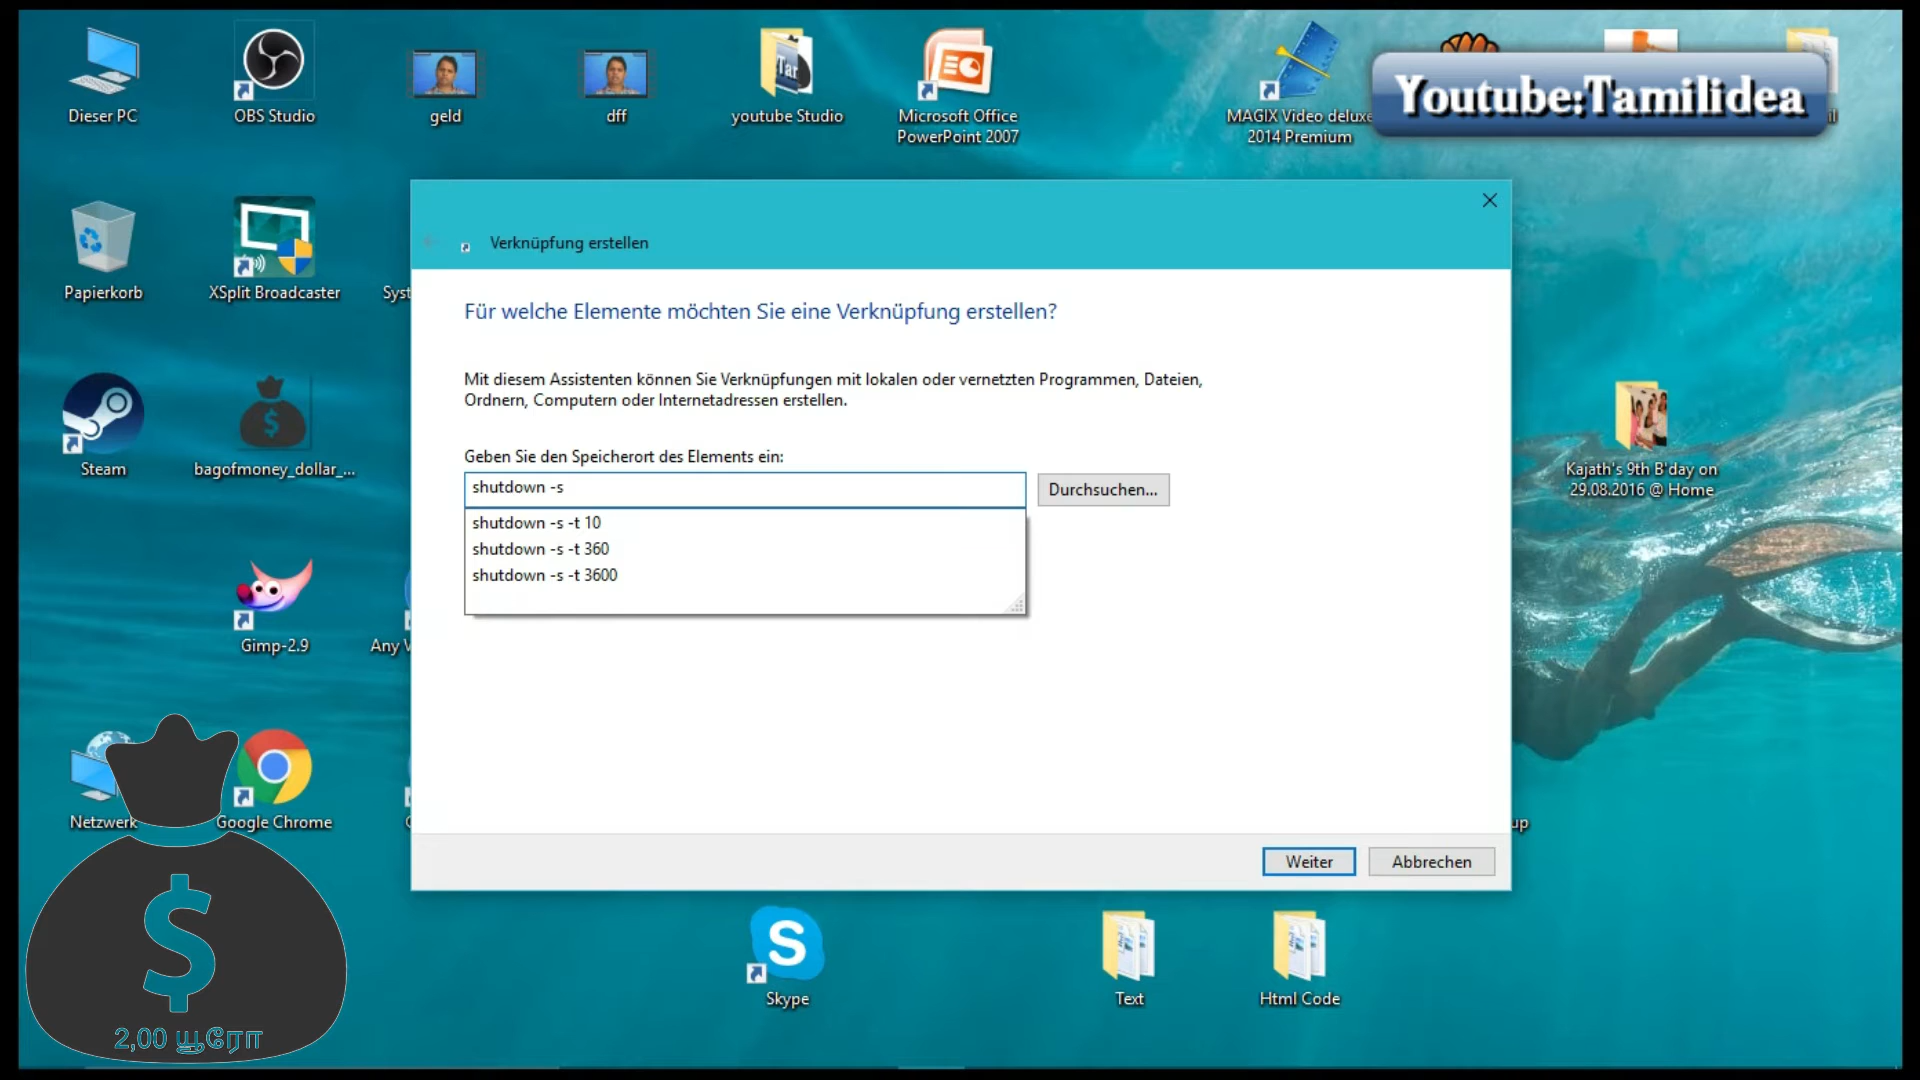 Dieser PC
OBS Studio
geld
dff
Tar
youtube Studio
Microsoft Office
PowerPoint 2007
MAGIX Video deluxe
2014 Premium
Youtube:Tamilidea
Papierkorb
XSplit Broadcaster
Syst
Verknüpfung erstellen
Für welche Elemente möchten Sie eine Verknüpfung erstellen?
Mit diesem Assistenten können Sie Verknüpfungen mit lokalen oder vernetzten Programmen, Dateien,
Ordnern, Computern oder Internetadressen erstellen.
Geben Sie den Speicherort des Elements ein:
shutdown -s
Durchsuchen...
shutdown -s -t 10
shutdown -s -t 360
shutdown -s -t 3600
Weiter
Abbrechen
Steam
bagofmoney_dollar_...
Kajath's 9th B'day on
29.08.2016 @ Home
Gimp-2.9
Any
Netzwerk
Google Chrome
up
$
2,00 யூரோ
Skype
Text
Html Code